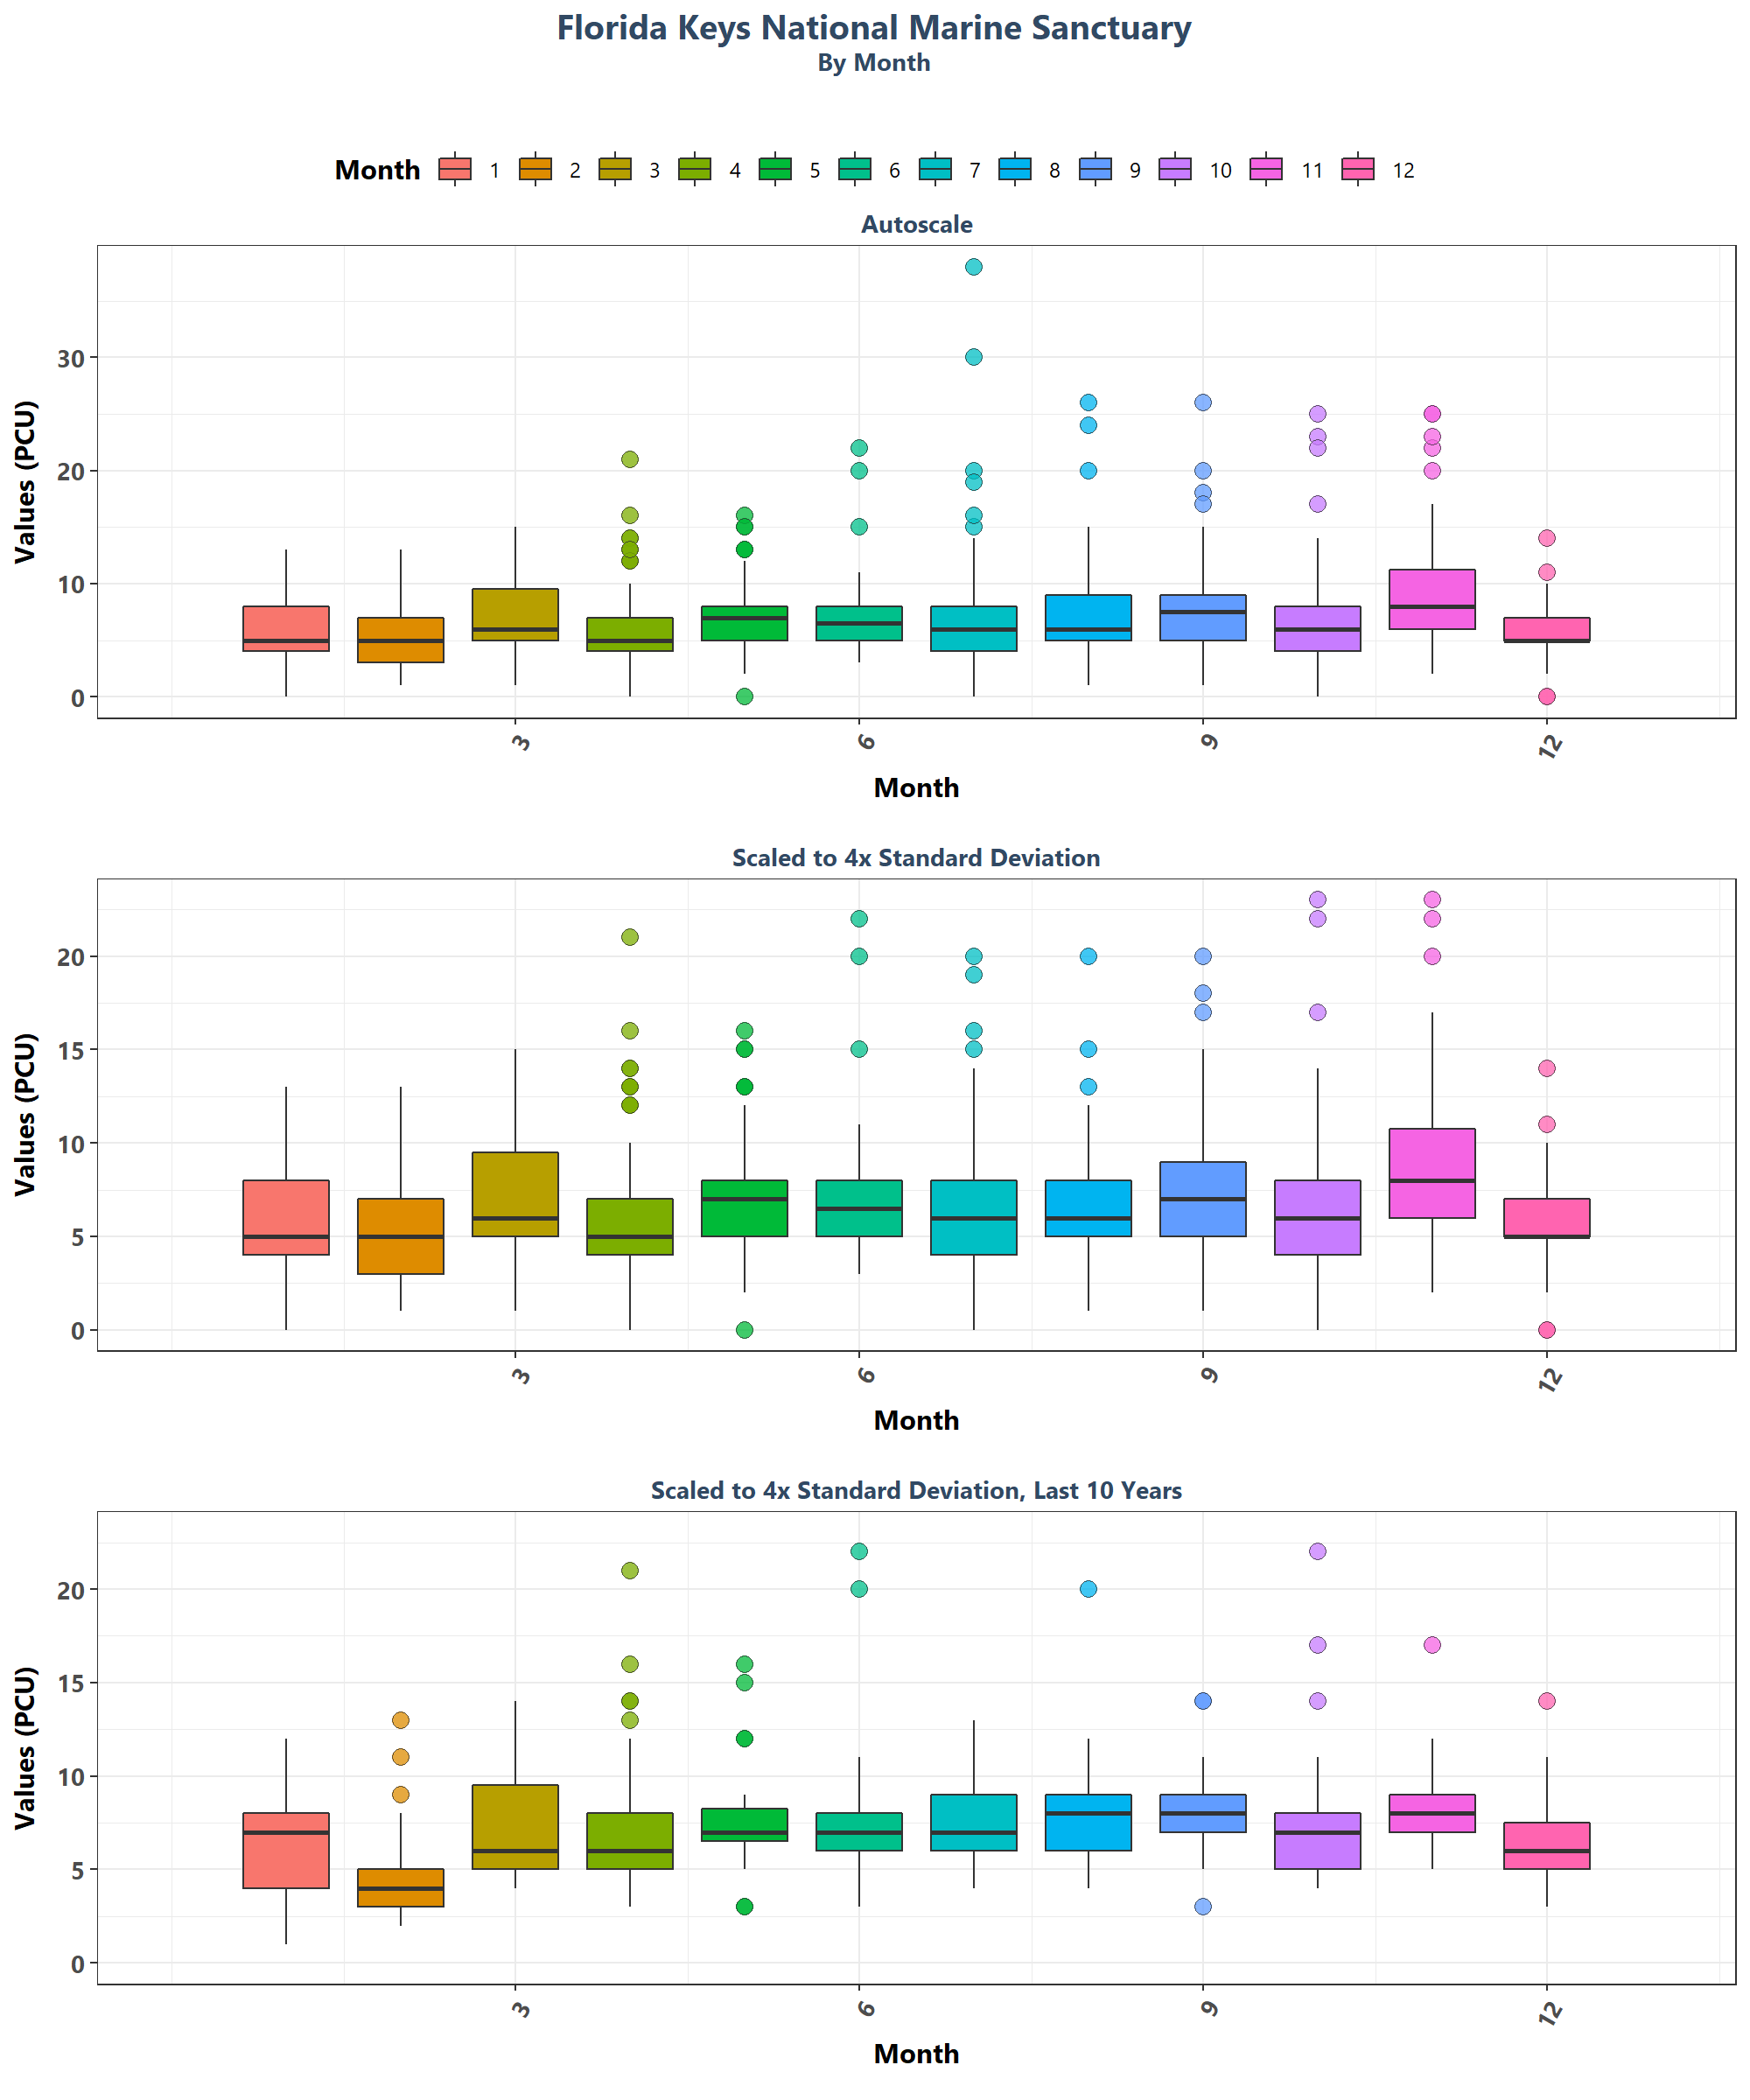 Florida Keys National Marine Sanctuary
By Month
Month 1 2 3 4 5 6 7 8 9 10 11 12
Autoscale
Values (PCU)
30
20
10
0
3 6 9 12
Month
Scaled to 4x Standard Deviation
Values (PCU)
20
15
10
5
0
3 6 9 12
Month
Scaled to 4x Standard Deviation, Last 10 Years
Values (PCU)
20
15
10
5
0
3 6 9 12
Month